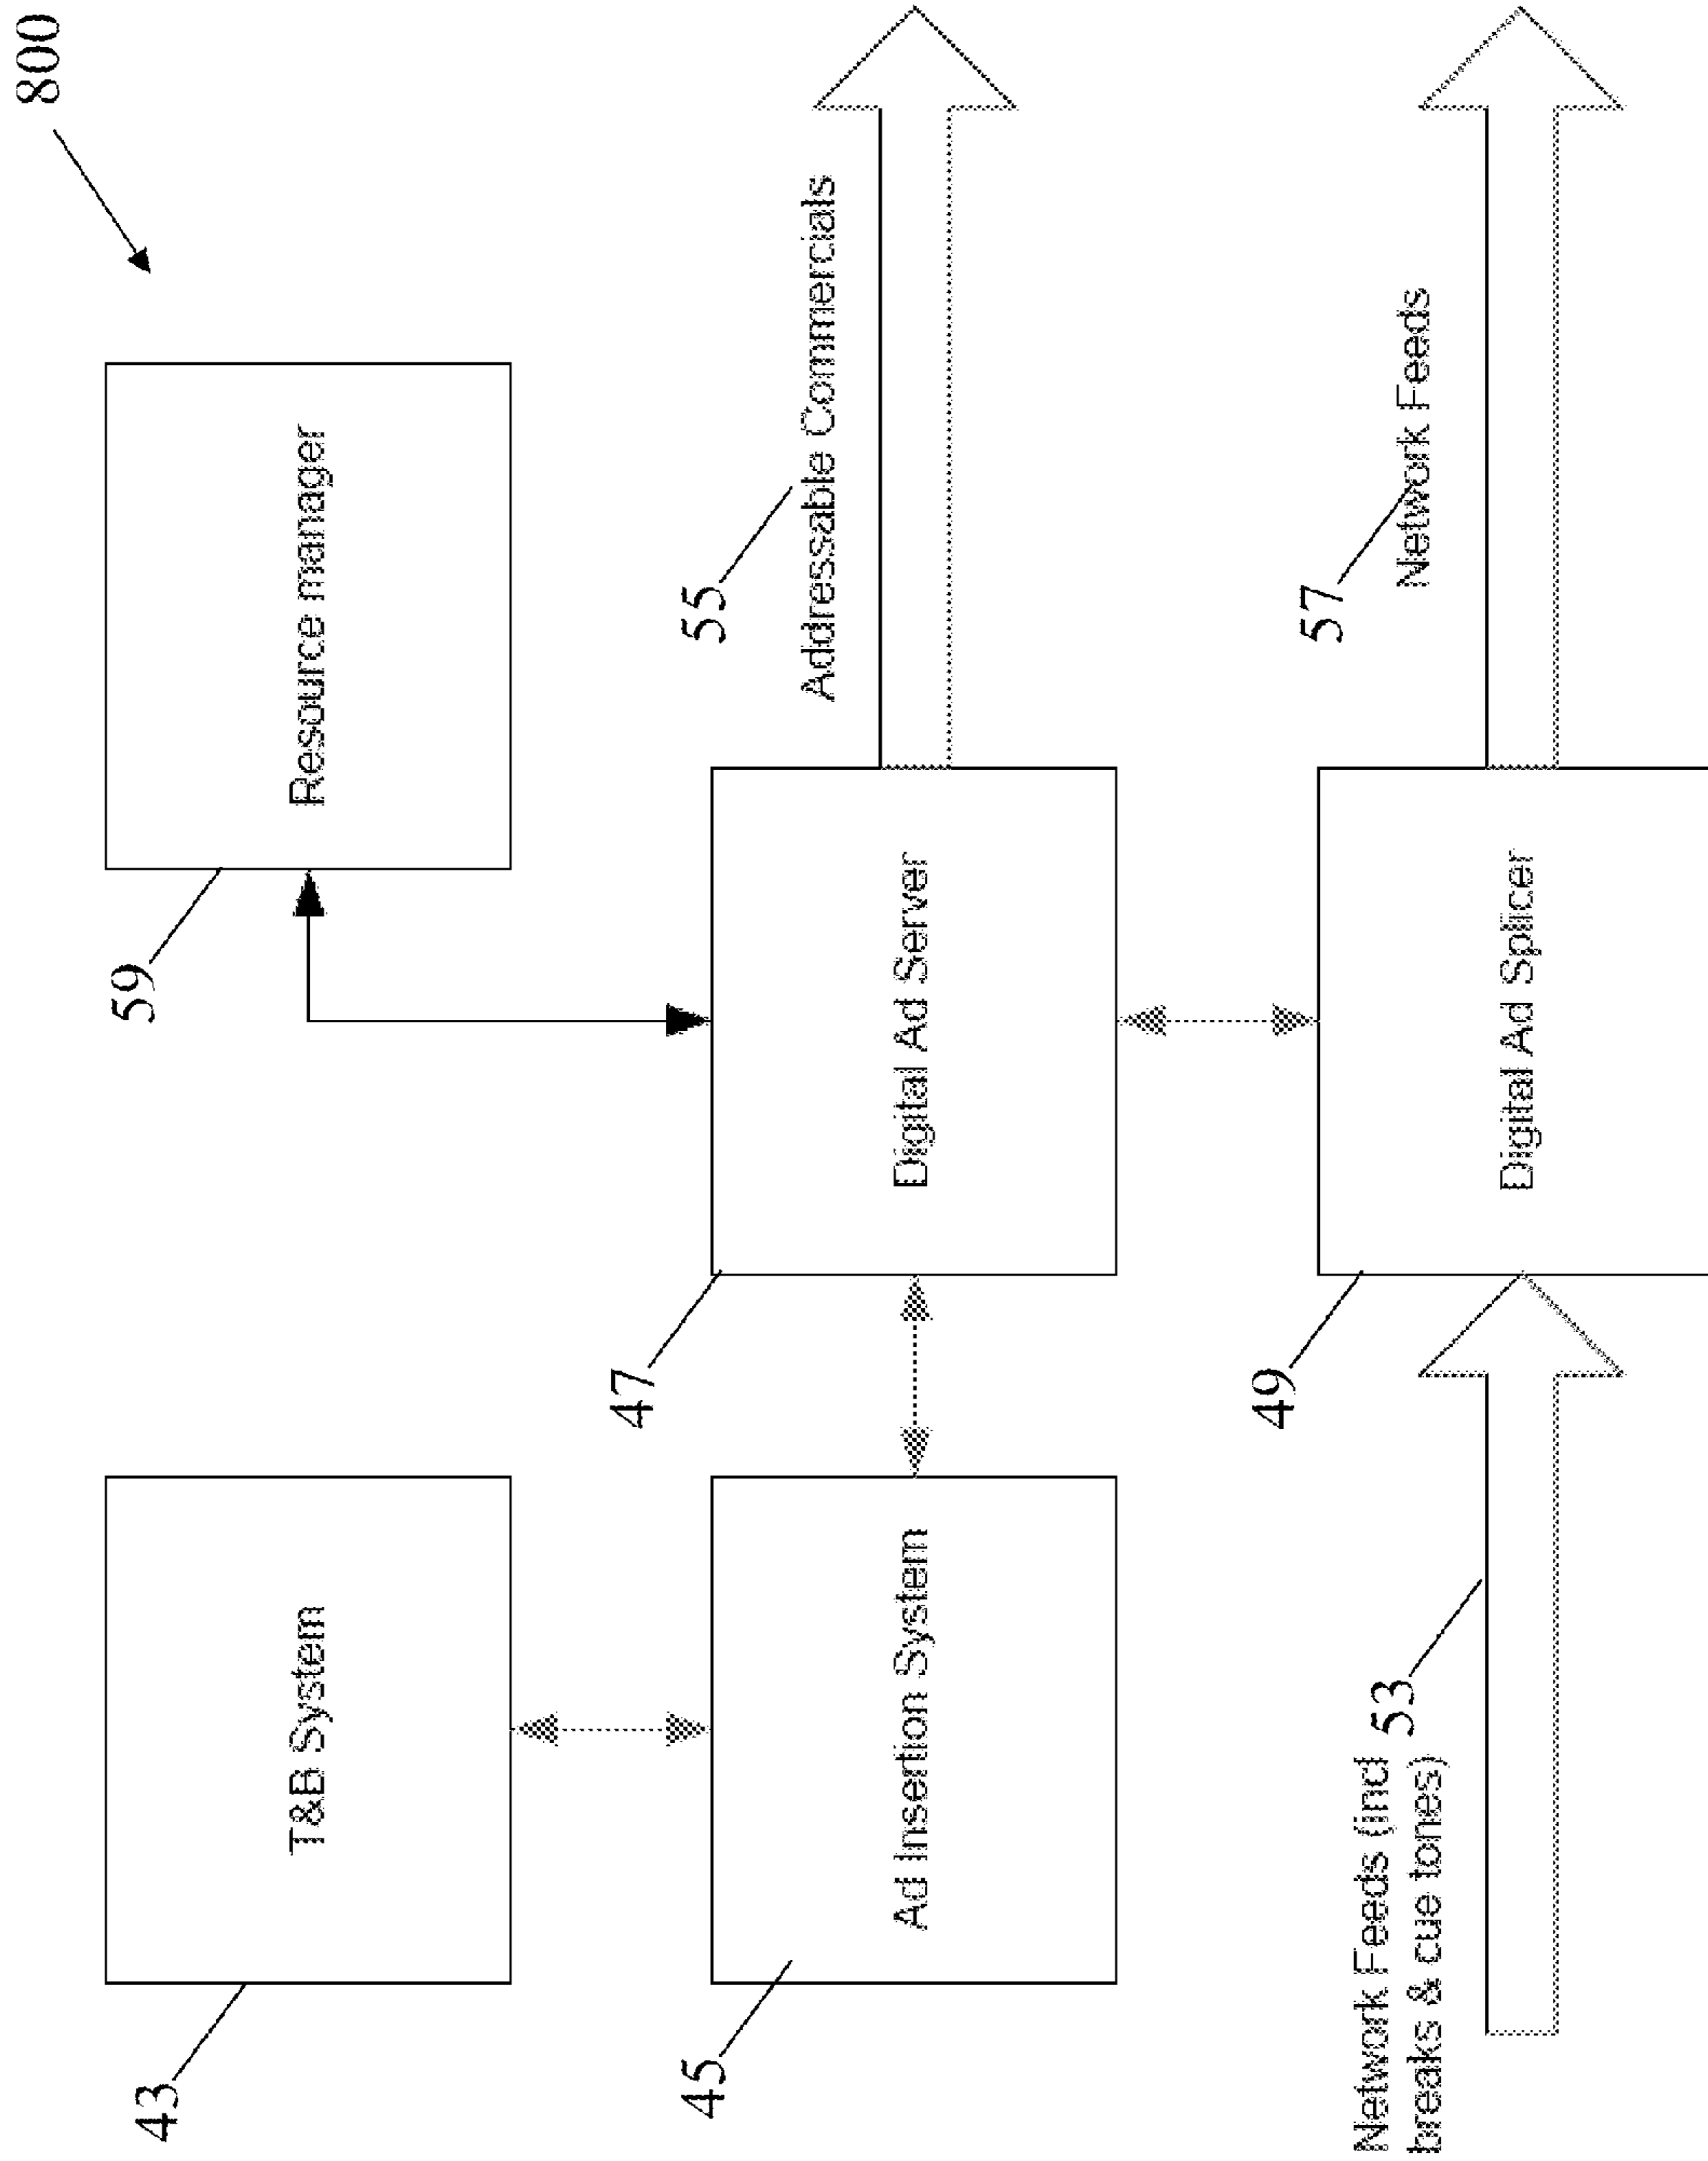 800
59
Resource manager
43
T&B System
55
Addressable Commercials
47
Digital Ad Server
45
Ad Insertion System
57
Network Feeds
49
Digital Ad Splicer
53
Network Feeds (incl
breaks & cue tones)